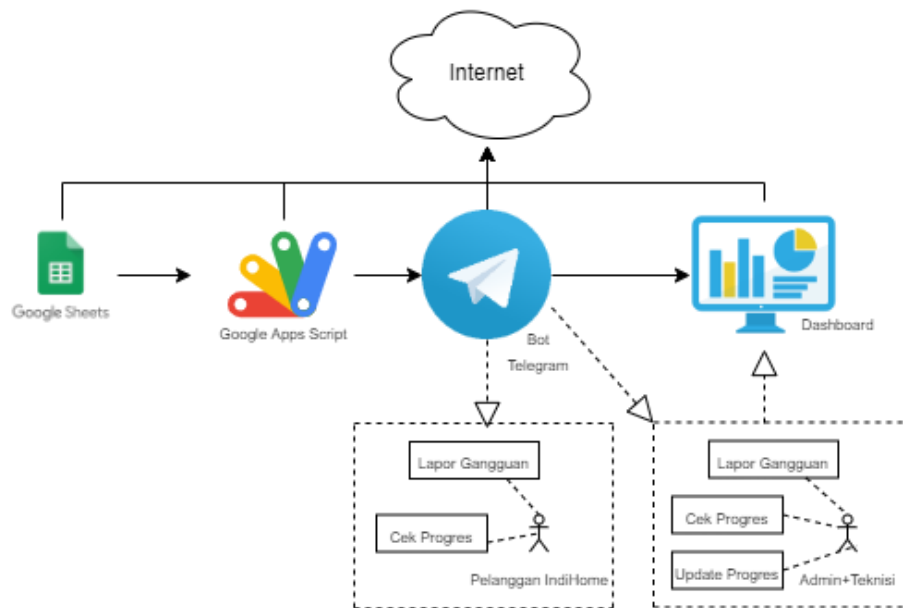 Internet
Google Sheets
Google Apps Script
Bot
Telegram
Dashboard
Lapor Gangguan
Cek Progres
Pelanggan IndiHome
Lapor Gangguan
Cek Progres
Update Progres
Admin+Teknisi